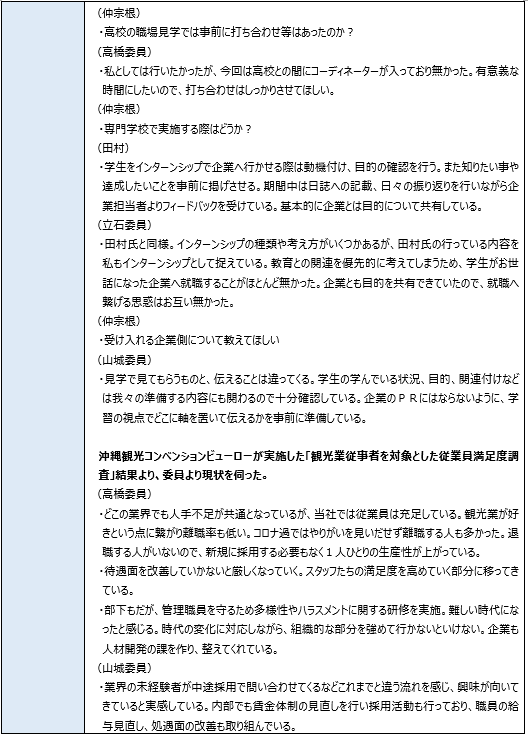 （仲宗根）
・高校の職場見学では事前に打ち合わせ等はあったのか？
（高橋委員）
・私としては行いたかったが、今回は高校との間にコーディネーターが入っており無かった。有意義な
時間にしたいので、打ち合わせはしっかりさせてほしい。
（仲宗根）
・専門学校で実施する際はどうか？
（田村）
・学生をインターンシップで企業へ行かせる際は動機付け、目的の確認を行う。また知りたい事や
達成したいことを事前に掲げさせる。期間中は日誌への記載、日々の振り返りを行いながら企
業担当者よりフィードバックを受けている。基本的に企業とは目的について共有している。
（立石委員）
・田村氏と同様。インターンシップの種類や考え方がいくつかあるが、田村氏の行っている内容を
私もインターンシップとして捉えている。教育との関連を優先的に考えてしまうため、学生がお世
話になった企業へ就職することがほとんど無かった。企業とも目的を共有できていたので、就職へ
繋げる思惑はお互い無かった。
（仲宗根）
・受け入れる企業側について教えてほしい
（山城委員）
・見学で見てもらうものと、伝えることは違ってくる。学生の学んでいる状況、目的、関連付けなど
は我々の準備する内容にも関わるので十分確認している。企業のＰＲにはならないように、学
習の視点でどこに軸を置いて伝えるかを事前に準備している。
沖縄観光コンベンションビューローが実施した「観光業従事者を対象とした従業員満足度調
査」結果より、委員より現状を伺った。
（高橋委員）
・どこの業界でも人手不足が共通となっているが、当社では従業員は充足している。観光業が好
きという点に繋がり離職率も低い。コロナ過ではやりがいを見いだせず離職する人も多かった。退
職する人がいないので、新規に採用する必要もなく１人ひとりの生産性が上がっている。
・待遇面を改善していかないと厳しくなっていく。スタッフたちの満足度を高めていく部分に移ってき
ている。
・部下もだが、管理職員を守るため多様性やハラスメントに関する研修を実施。難しい時代にな
ったと感じる。時代の変化に対応しながら、組織的な部分を強めて行かないといけない。企業も
人材開発の課を作り、整えてくれている。
（山城委員）
・業界の未経験者が中途採用で問い合わせてくるなどこれまでと違う流れを感じ、興味が向いて
きていると実感している。内部でも賃金体制の見直しを行い採用活動も行っており、職員の給
与見直し、処遇面の改善も取り組んでいる。